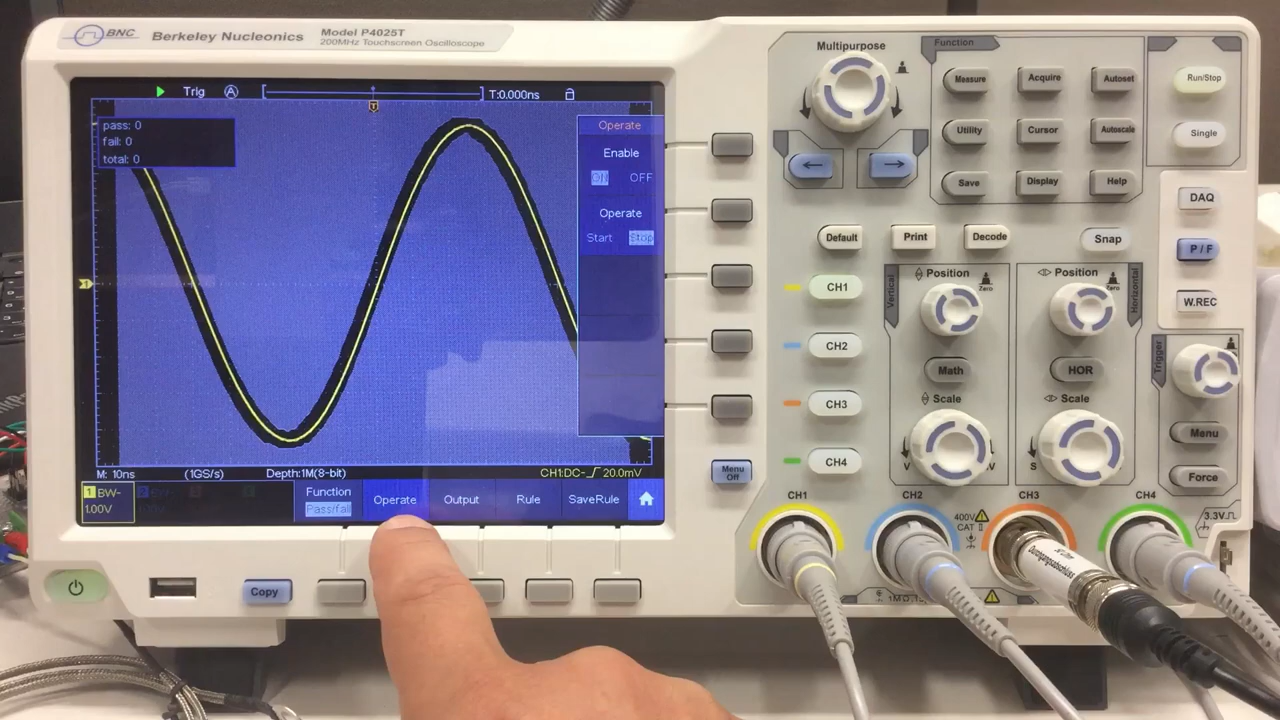 BNC Berkeley Nucleonics
Model P4025T
200MHz Touchscreen Oscilloscope
Trig A T:0.000ns
T
pass: 0
fail: 0
total: 0
Operate
Enable
ON OFF
Operate
Start Stop
1
M: 10ns (1GS/s) Depth:1M(8-bit) CH1:DC- 20.0mV
1 BW-
1.00V
Function
Pass/fail
Operate
Output
Rule
SaveRule
Copy
Menu
Off
Multipurpose
Function
Measure Acquire Autoset
Utility Cursor Autoscale
Save Display Help
Run/Stop
Single
Default Print Decode Snap
DAQ
P / F
W.REC
CH1
CH2
CH3
CH4
Vertical
Position
Zero
Math
Scale
V
Position
Zero
Horizontal
HOR
Scale
S
Trigger
Menu
Force
CH1 CH2 CH3 CH4
400V
CAT II
3.3V
Durchgangsabschluss